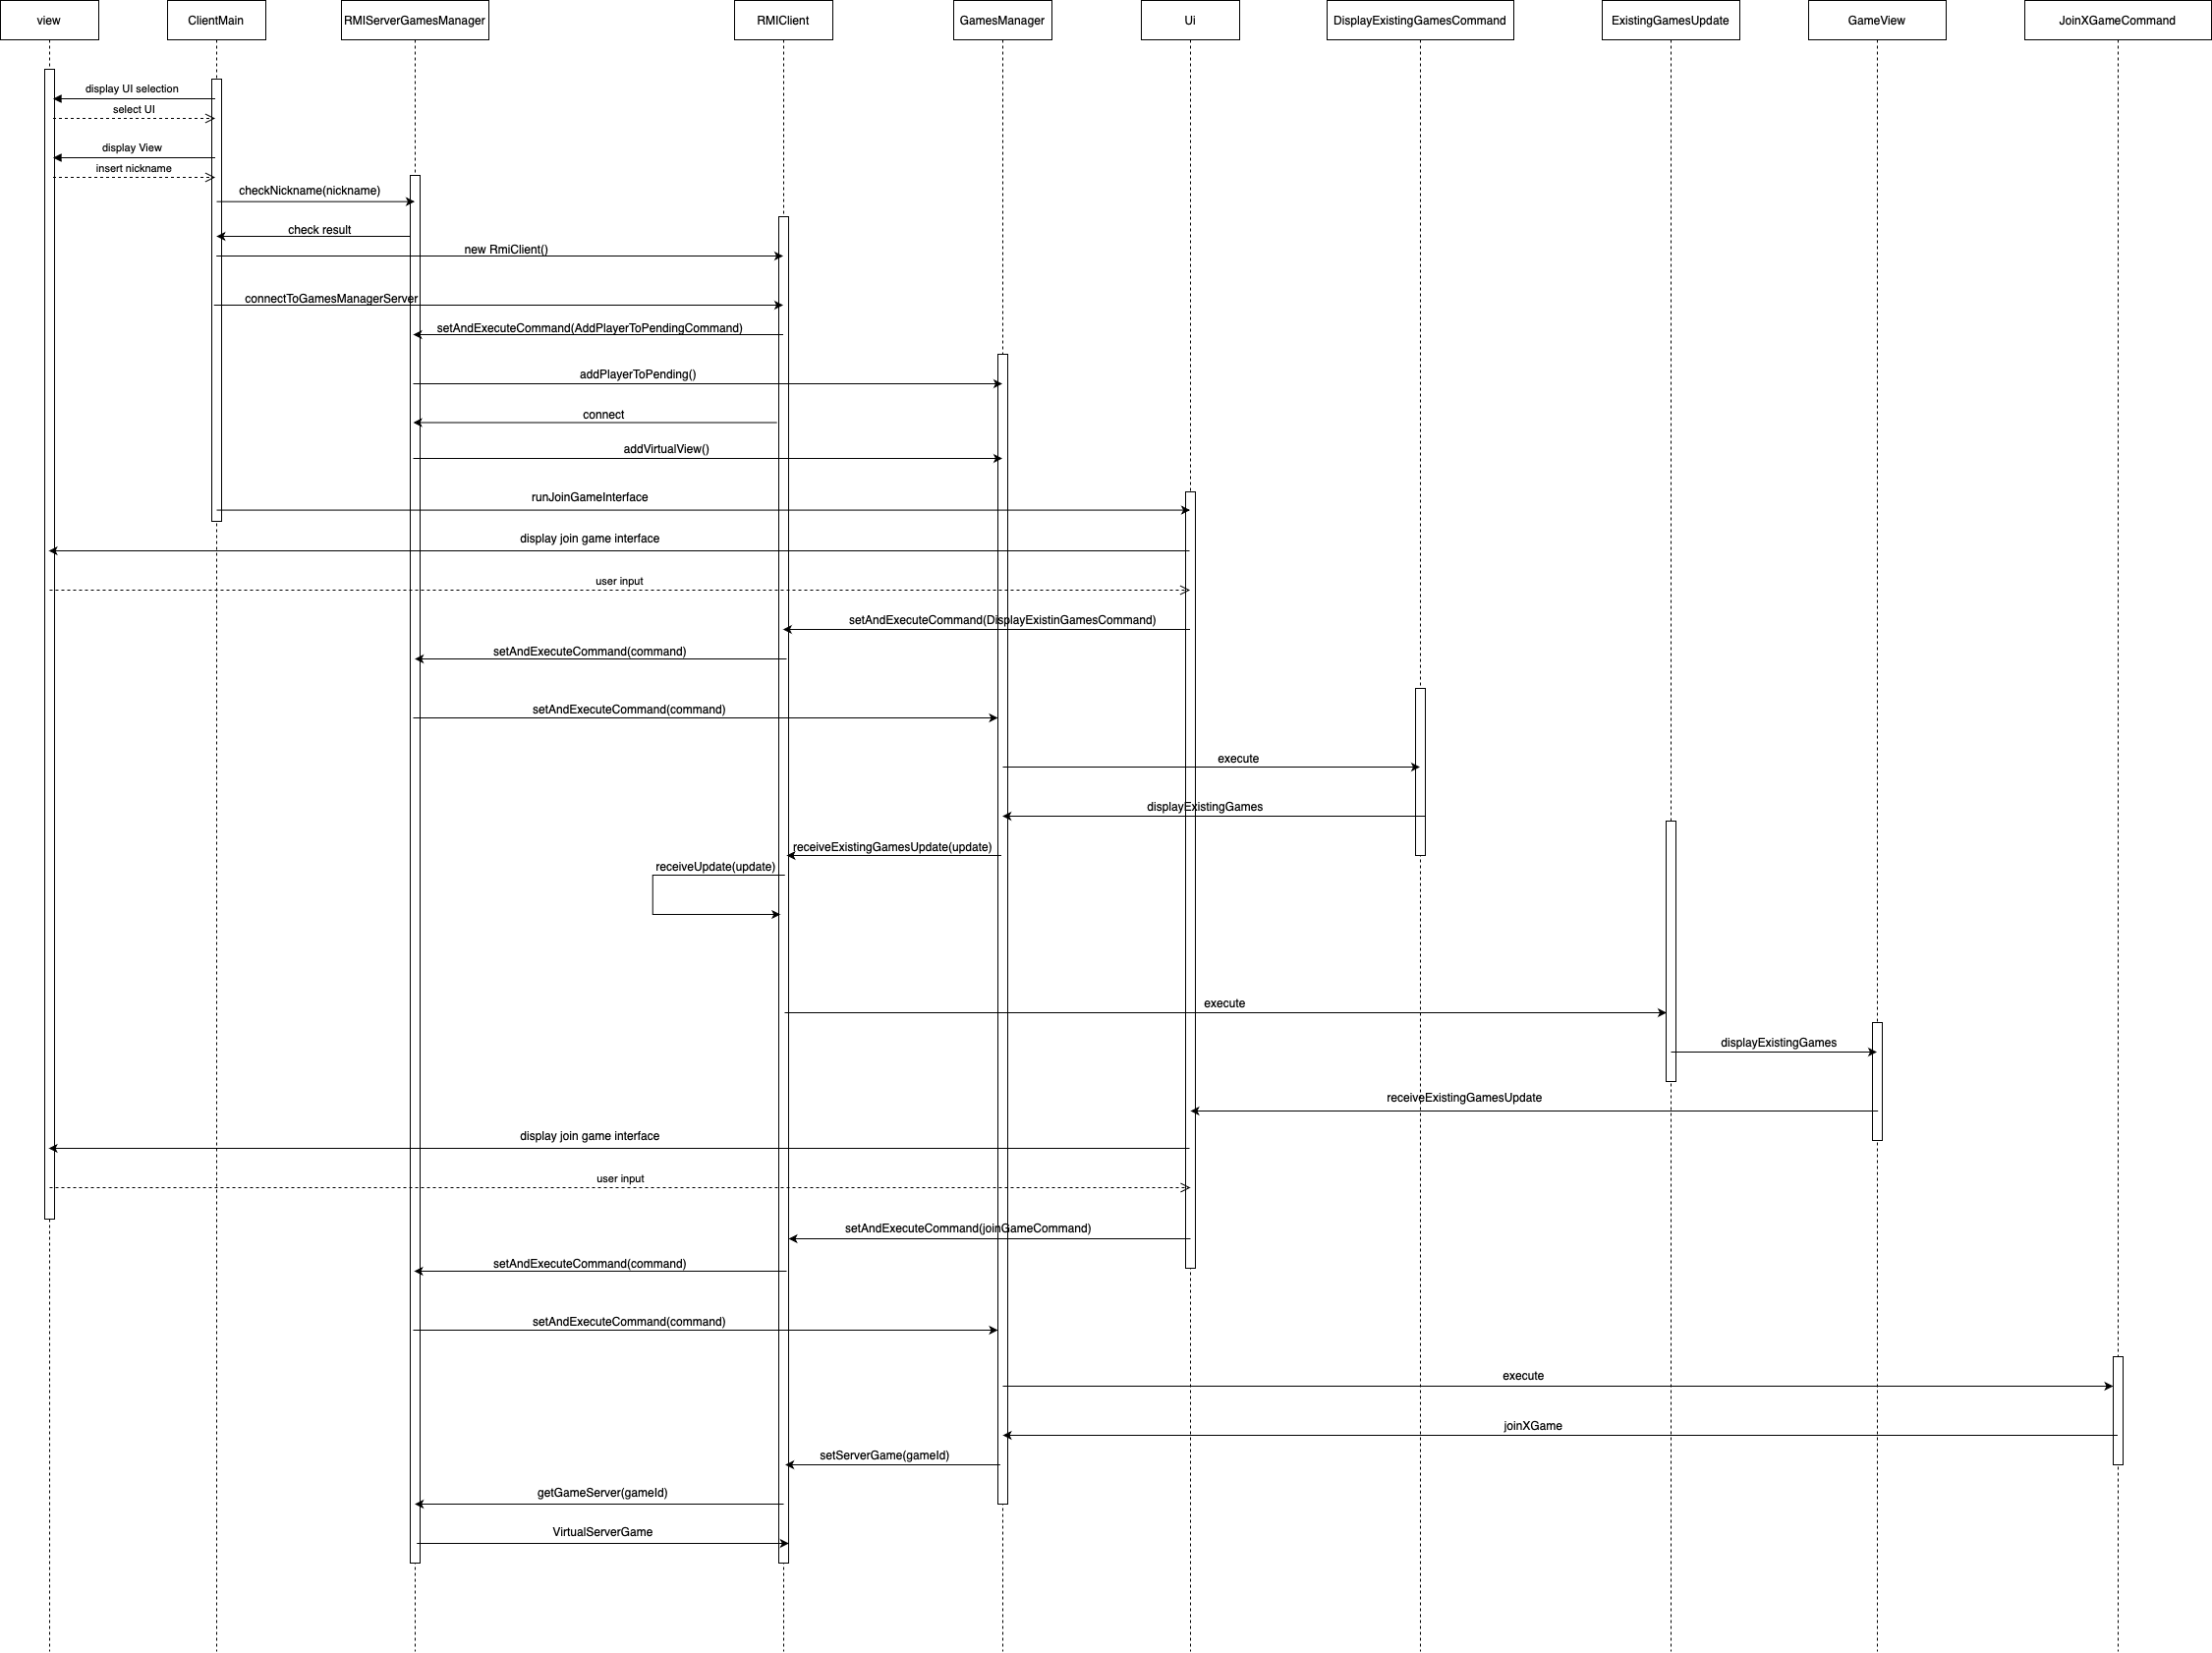 view
ClientMain
RMIServerGamesManager
RMIClient
GamesManager
Ui
DisplayExistingGamesCommand
ExistingGamesUpdate
GameView
JoinXGameCommand
display UI selection
select UI
display View
insert nickname
checkNickname(nickname)
check result
new RmiClient()
connectToGamesManagerServer
setAndExecuteCommand(AddPlayerToPendingCommand)
addPlayerToPending()
connect
addVirtualView()
runJoinGameInterface
display join game interface
user input
setAndExecuteCommand(DisplayExistinGamesCommand)
setAndExecuteCommand(command)
setAndExecuteCommand(command)
execute
displayExistingGames
receiveExistingGamesUpdate(update)
receiveUpdate(update)
execute
displayExistingGames
receiveExistingGamesUpdate
display join game interface
user input
setAndExecuteCommand(joinGameCommand)
setAndExecuteCommand(command)
setAndExecuteCommand(command)
execute
joinXGame
setServerGame(gameId)
getGameServer(gameId)
VirtualServerGame